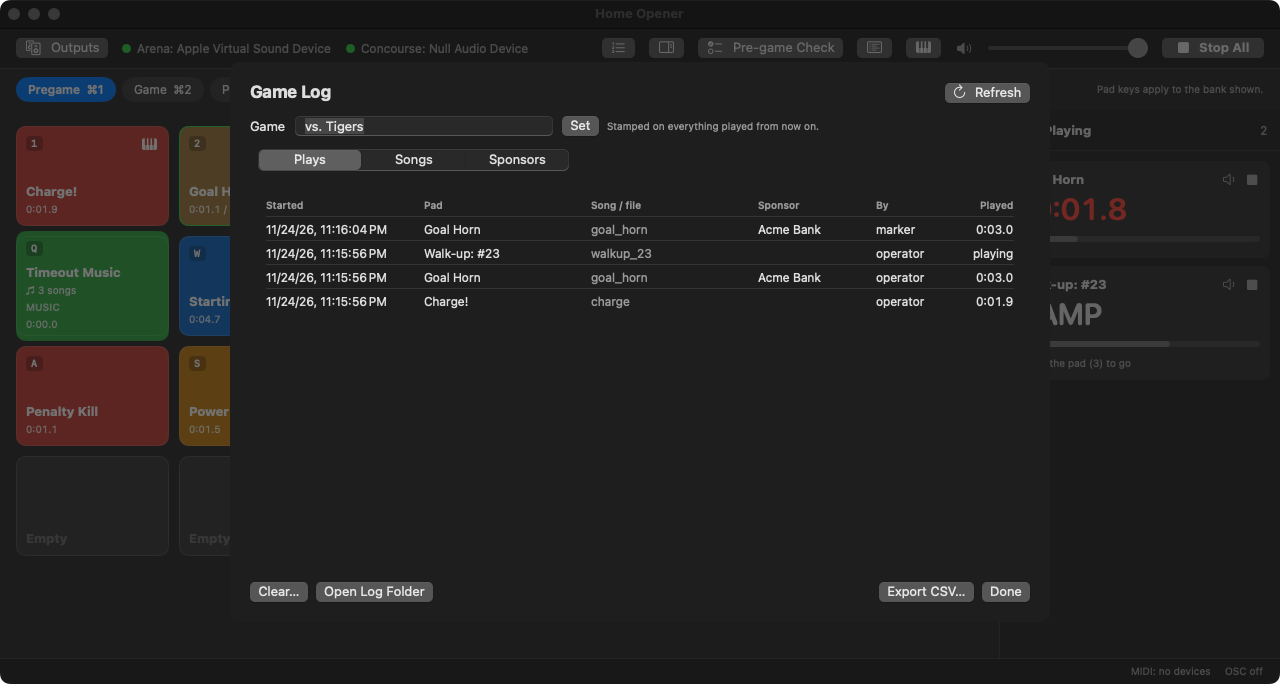 Home Opener
Outputs
Arena: Apple Virtual Sound Device
Concourse: Null Audio Device
Pre-game Check
Stop All
Pregame ⌘1
Game ⌘2
P
Pad keys apply to the bank shown.
Game Log
Refresh
Game
vs. Tigers
Set
Stamped on everything played from now on.
Plays
Songs
Sponsors
Started Pad Song / file Sponsor By Played
11/24/26, 11:16:04 PM Goal Horn goal_horn Acme Bank marker 0:03.0
11/24/26, 11:15:56 PM Walk-up: #23 walkup_23 operator playing
11/24/26, 11:15:56 PM Goal Horn goal_horn Acme Bank operator 0:03.0
11/24/26, 11:15:56 PM Charge! charge operator 0:01.9
Clear...
Open Log Folder
Export CSV...
Done
1
Charge!
0:01.9
2
Goal H
0:01.1 /
Q
Timeout Music
♫ 3 songs
MUSIC
0:00.0
W
Startin
0:04.7
A
Penalty Kill
0:01.1
S
Power
0:01.5
Empty
Empty
Playing
2
Horn
:01.8
-up: #23
AMP
the pad (3) to go
MIDI: no devices
OSC off